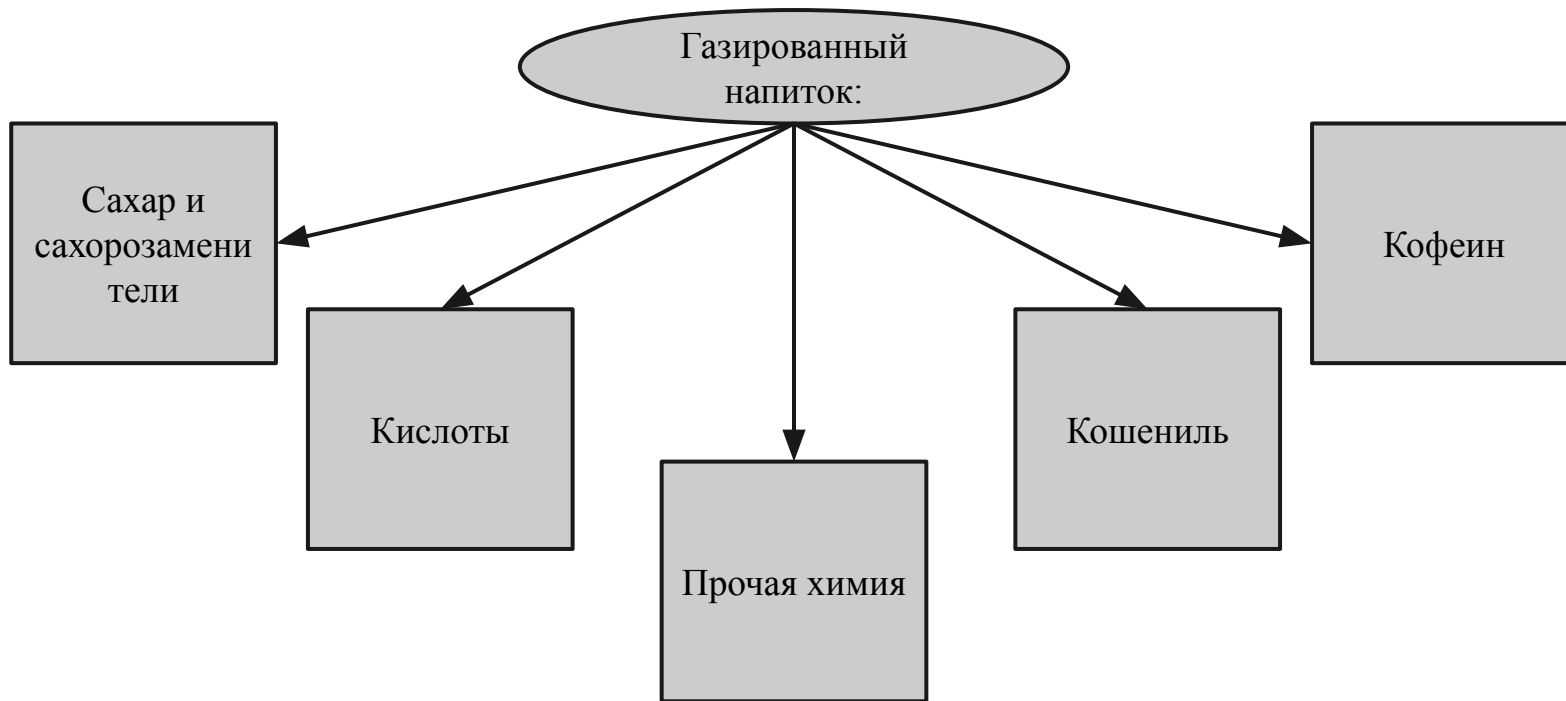 Газированный
напиток:
Сахар и
сахорозамени
тели
Кислоты
Прочая химия
Кошениль
Кофеин